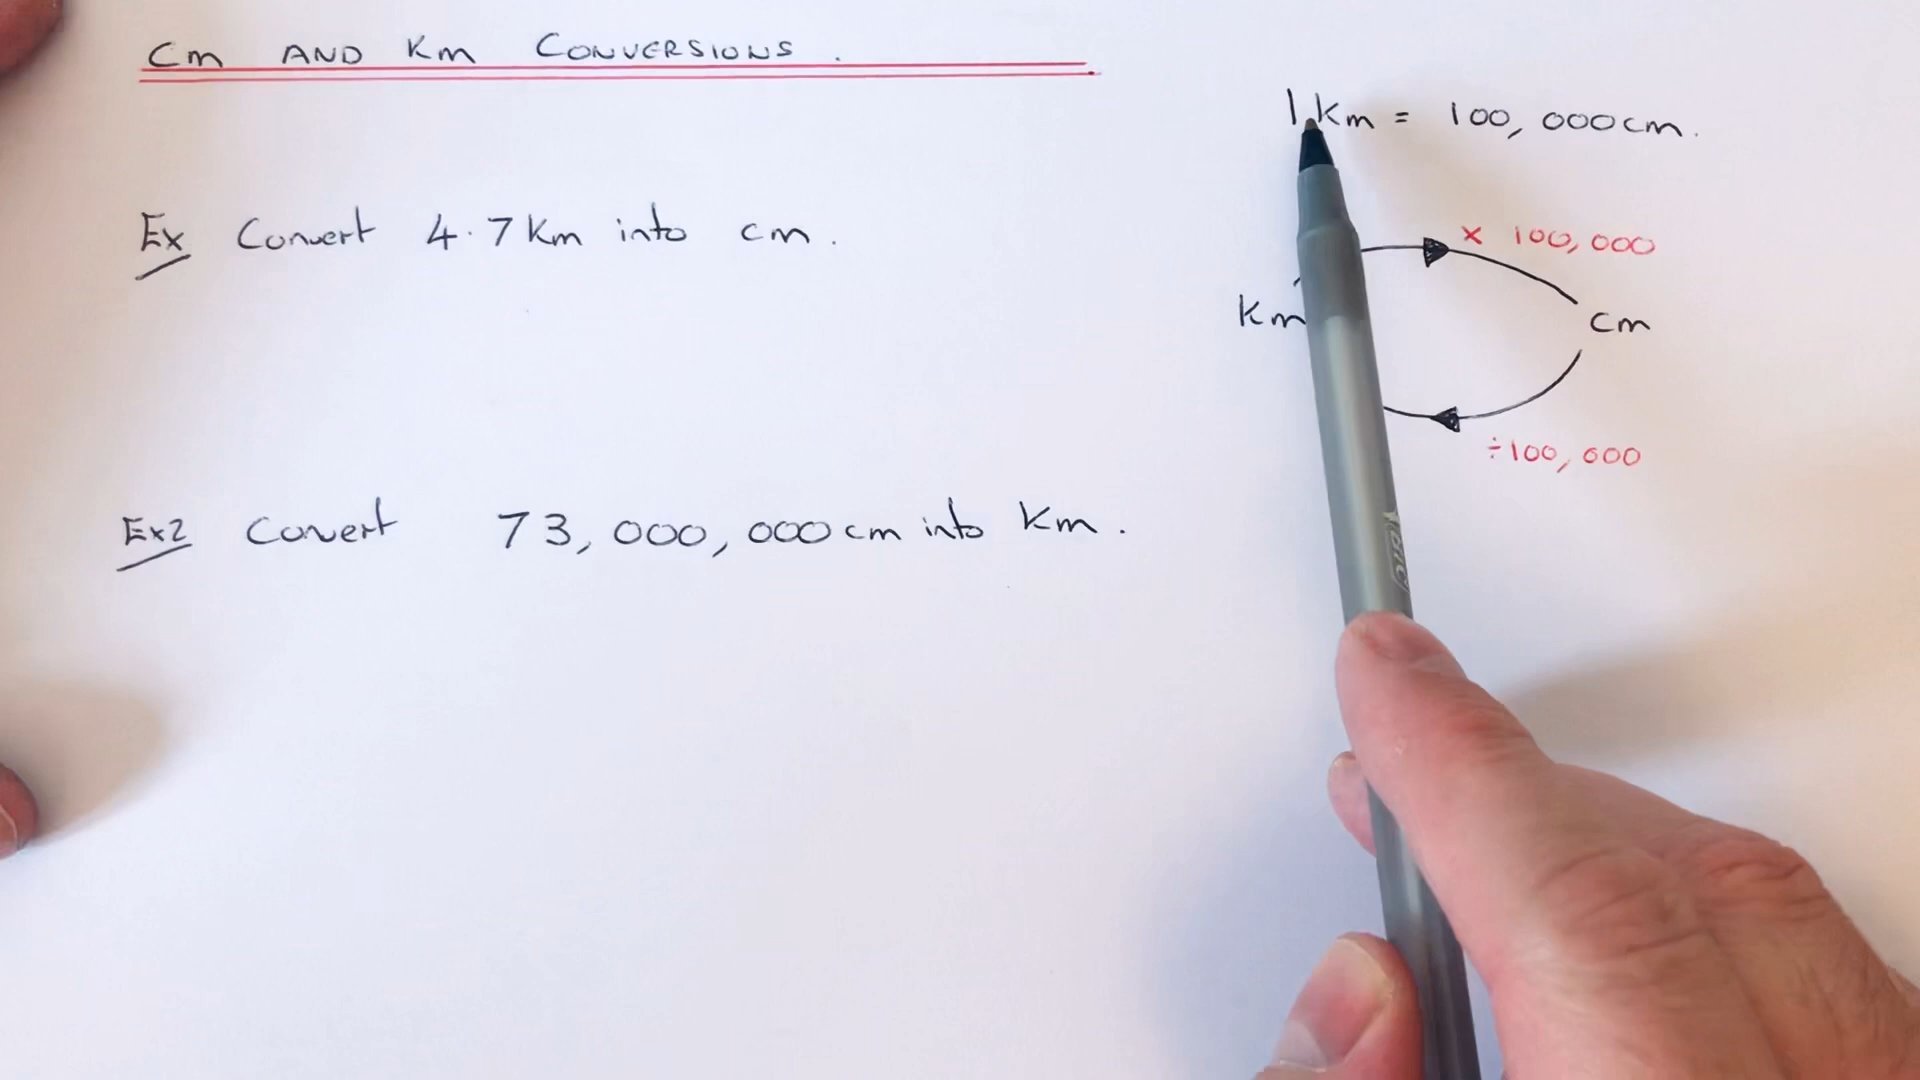 Cm AND Km CONVERSIONS.
1 Km = 100,000cm.
Ex Convert 4.7Km into cm.
× 100,000
Km
cm
÷100,000
Ex2 Convert 73,000,000cm into Km.
BIC